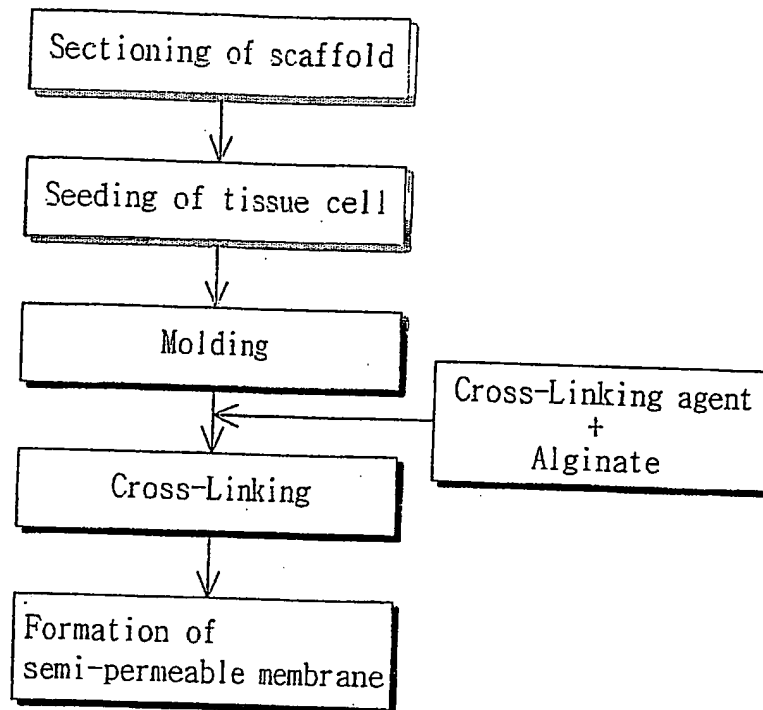 Sectioning of scaffold
Seeding of tissue cell
Molding
Cross-Linking agent
+
Alginate
Cross-Linking
Formation of
semi-permeable membrane